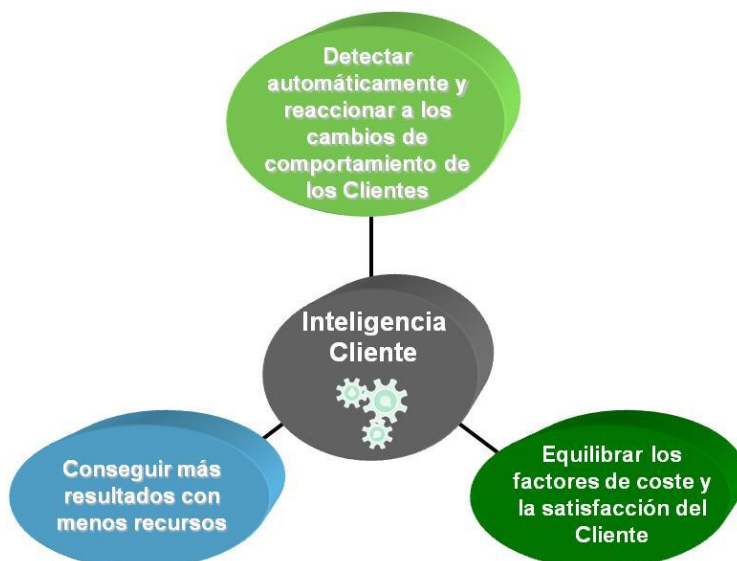 Detectar
automáticamente y
reaccionar a los
cambios de
comportamiento de
los Clientes
Inteligencia
Cliente
Conseguir más
resultados con
menos recursos
Equilibrar los
factores de coste y
la satisfacción del
Cliente